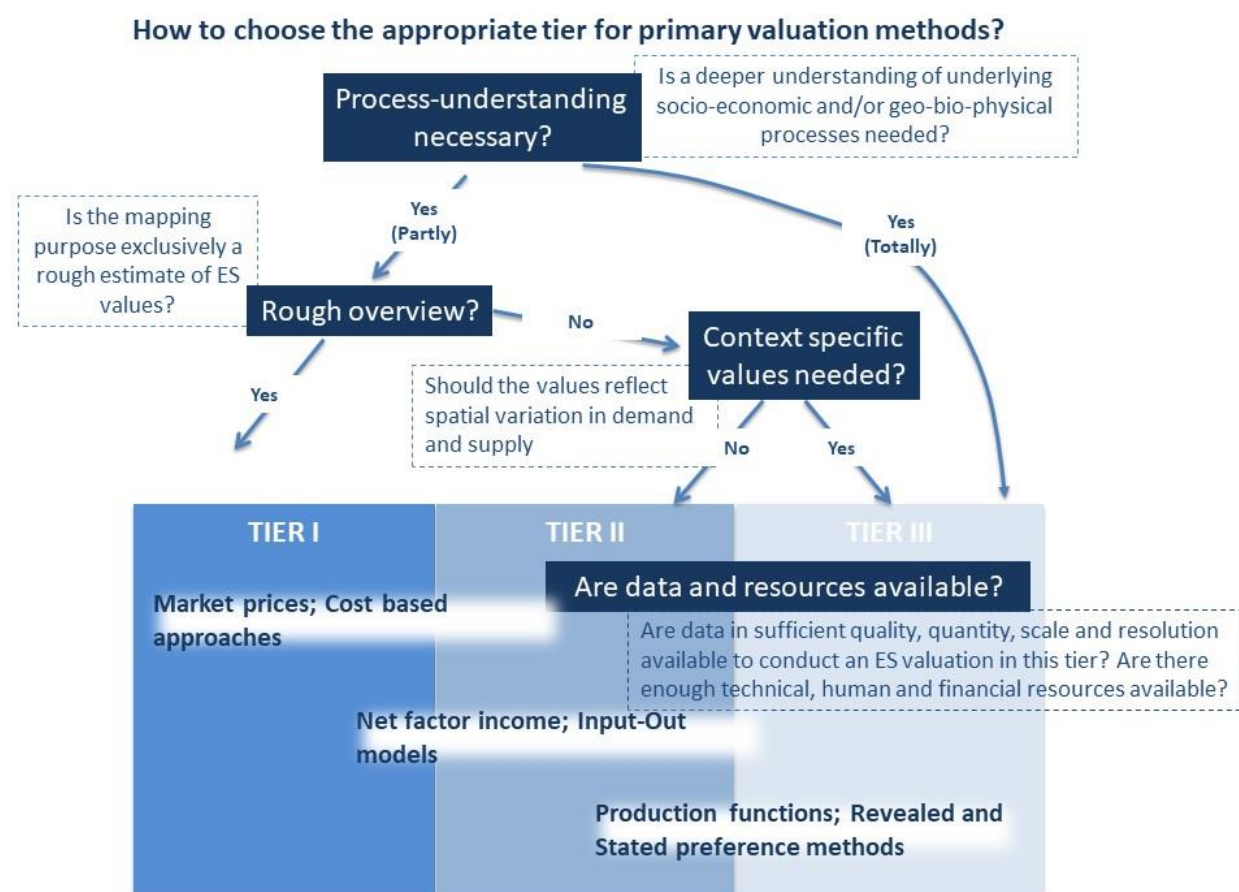 How to choose the appropriate tier for primary valuation methods?
Process-understanding
necessary?
Is a deeper understanding of underlying
socio-economic and/or geo-bio-physical
processes needed?
Yes
(Partly)
Yes
(Totally)
Is the mapping
purpose exclusively a
rough estimate of ES
values?
Rough overview?
No
Context specific
values needed?
Yes
Should the values reflect
spatial variation in demand
and supply
No
Yes
TIER I
TIER II
TIER III
Are data and resources available?
Market prices; Cost based
approaches
Are data in sufficient quality, quantity, scale and resolution
available to conduct an ES valuation in this tier? Are there
enough technical, human and financial resources available?
Net factor income; Input-Out
models
Production functions; Revealed and
Stated preference methods